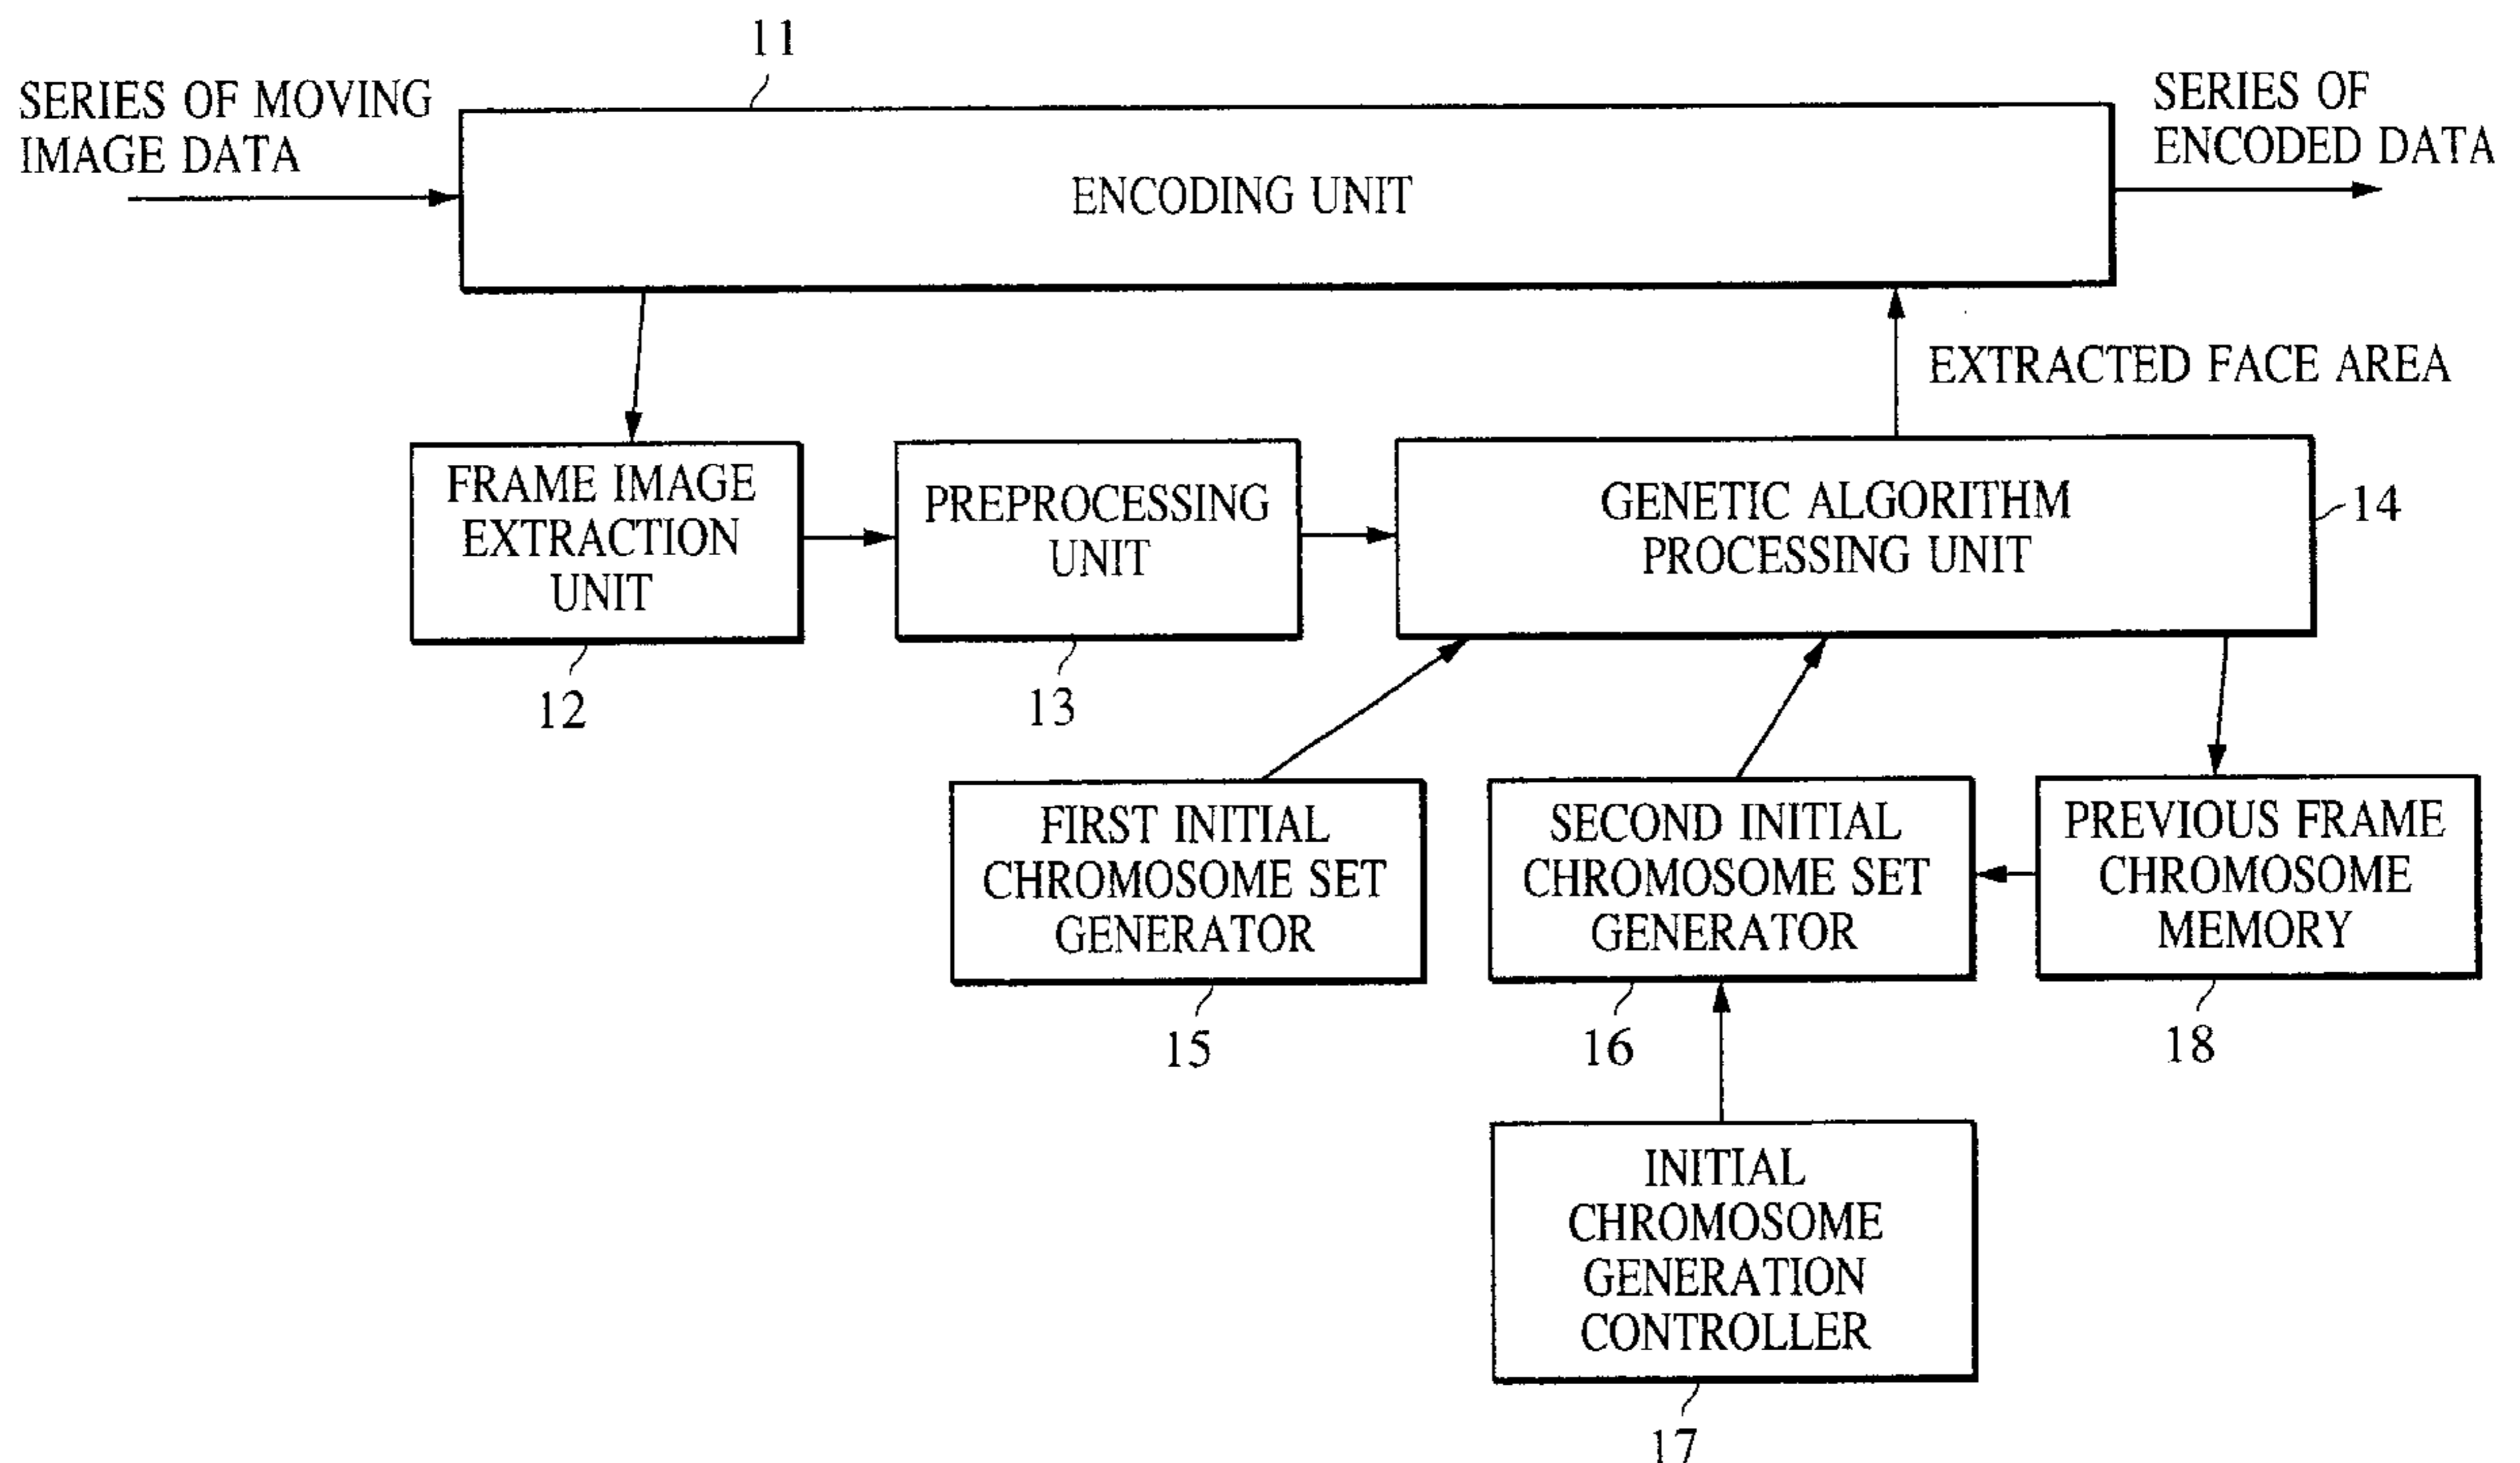 11
SERIES OF MOVING
IMAGE DATA
SERIES OF
ENCODED DATA
ENCODING UNIT
EXTRACTED FACE AREA
FRAME IMAGE
EXTRACTION
UNIT
12
PREPROCESSING
UNIT
13
GENETIC ALGORITHM
PROCESSING UNIT
14
FIRST INITIAL
CHROMOSOME SET
GENERATOR
15
SECOND INITIAL
CHROMOSOME SET
GENERATOR
16
PREVIOUS FRAME
CHROMOSOME
MEMORY
18
INITIAL
CHROMOSOME
GENERATION
CONTROLLER
17